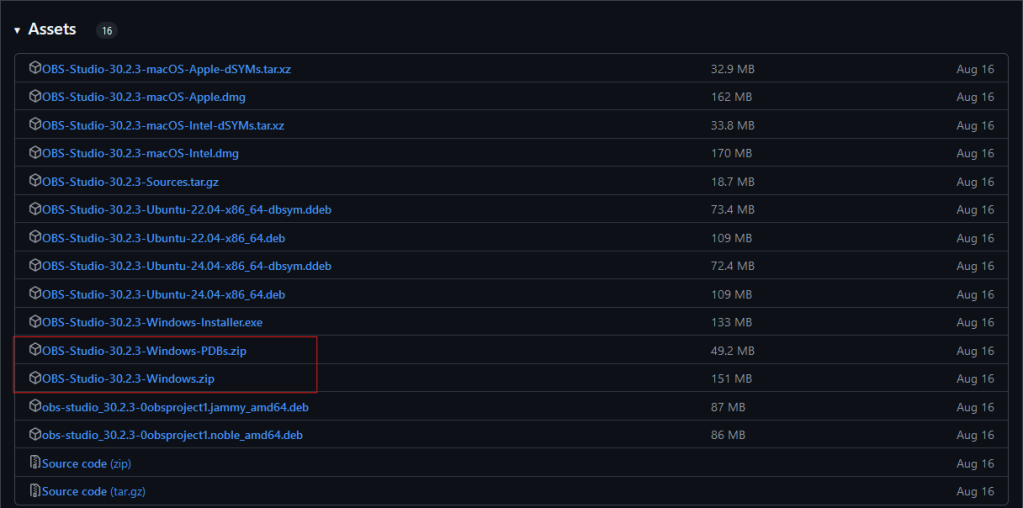 Assets 16
OBS-Studio-30.2.3-macOS-Apple-dSYMs.tar.xz 32.9 MB Aug 16
OBS-Studio-30.2.3-macOS-Apple.dmg 162 MB Aug 16
OBS-Studio-30.2.3-macOS-Intel-dSYMs.tar.xz 33.8 MB Aug 16
OBS-Studio-30.2.3-macOS-Intel.dmg 170 MB Aug 16
OBS-Studio-30.2.3-Sources.tar.gz 18.7 MB Aug 16
OBS-Studio-30.2.3-Ubuntu-22.04-x86_64-dbsym.ddeb 73.4 MB Aug 16
OBS-Studio-30.2.3-Ubuntu-22.04-x86_64.deb 109 MB Aug 16
OBS-Studio-30.2.3-Ubuntu-24.04-x86_64-dbsym.ddeb 72.4 MB Aug 16
OBS-Studio-30.2.3-Ubuntu-24.04-x86_64.deb 109 MB Aug 16
OBS-Studio-30.2.3-Windows-Installer.exe 133 MB Aug 16
OBS-Studio-30.2.3-Windows-PDBs.zip 49.2 MB Aug 16
OBS-Studio-30.2.3-Windows.zip 151 MB Aug 16
obs-studio_30.2.3-0obsproject1.jammy_amd64.deb 87 MB Aug 16
obs-studio_30.2.3-0obsproject1.noble_amd64.deb 86 MB Aug 16
Source code (zip) Aug 16
Source code (tar.gz) Aug 16